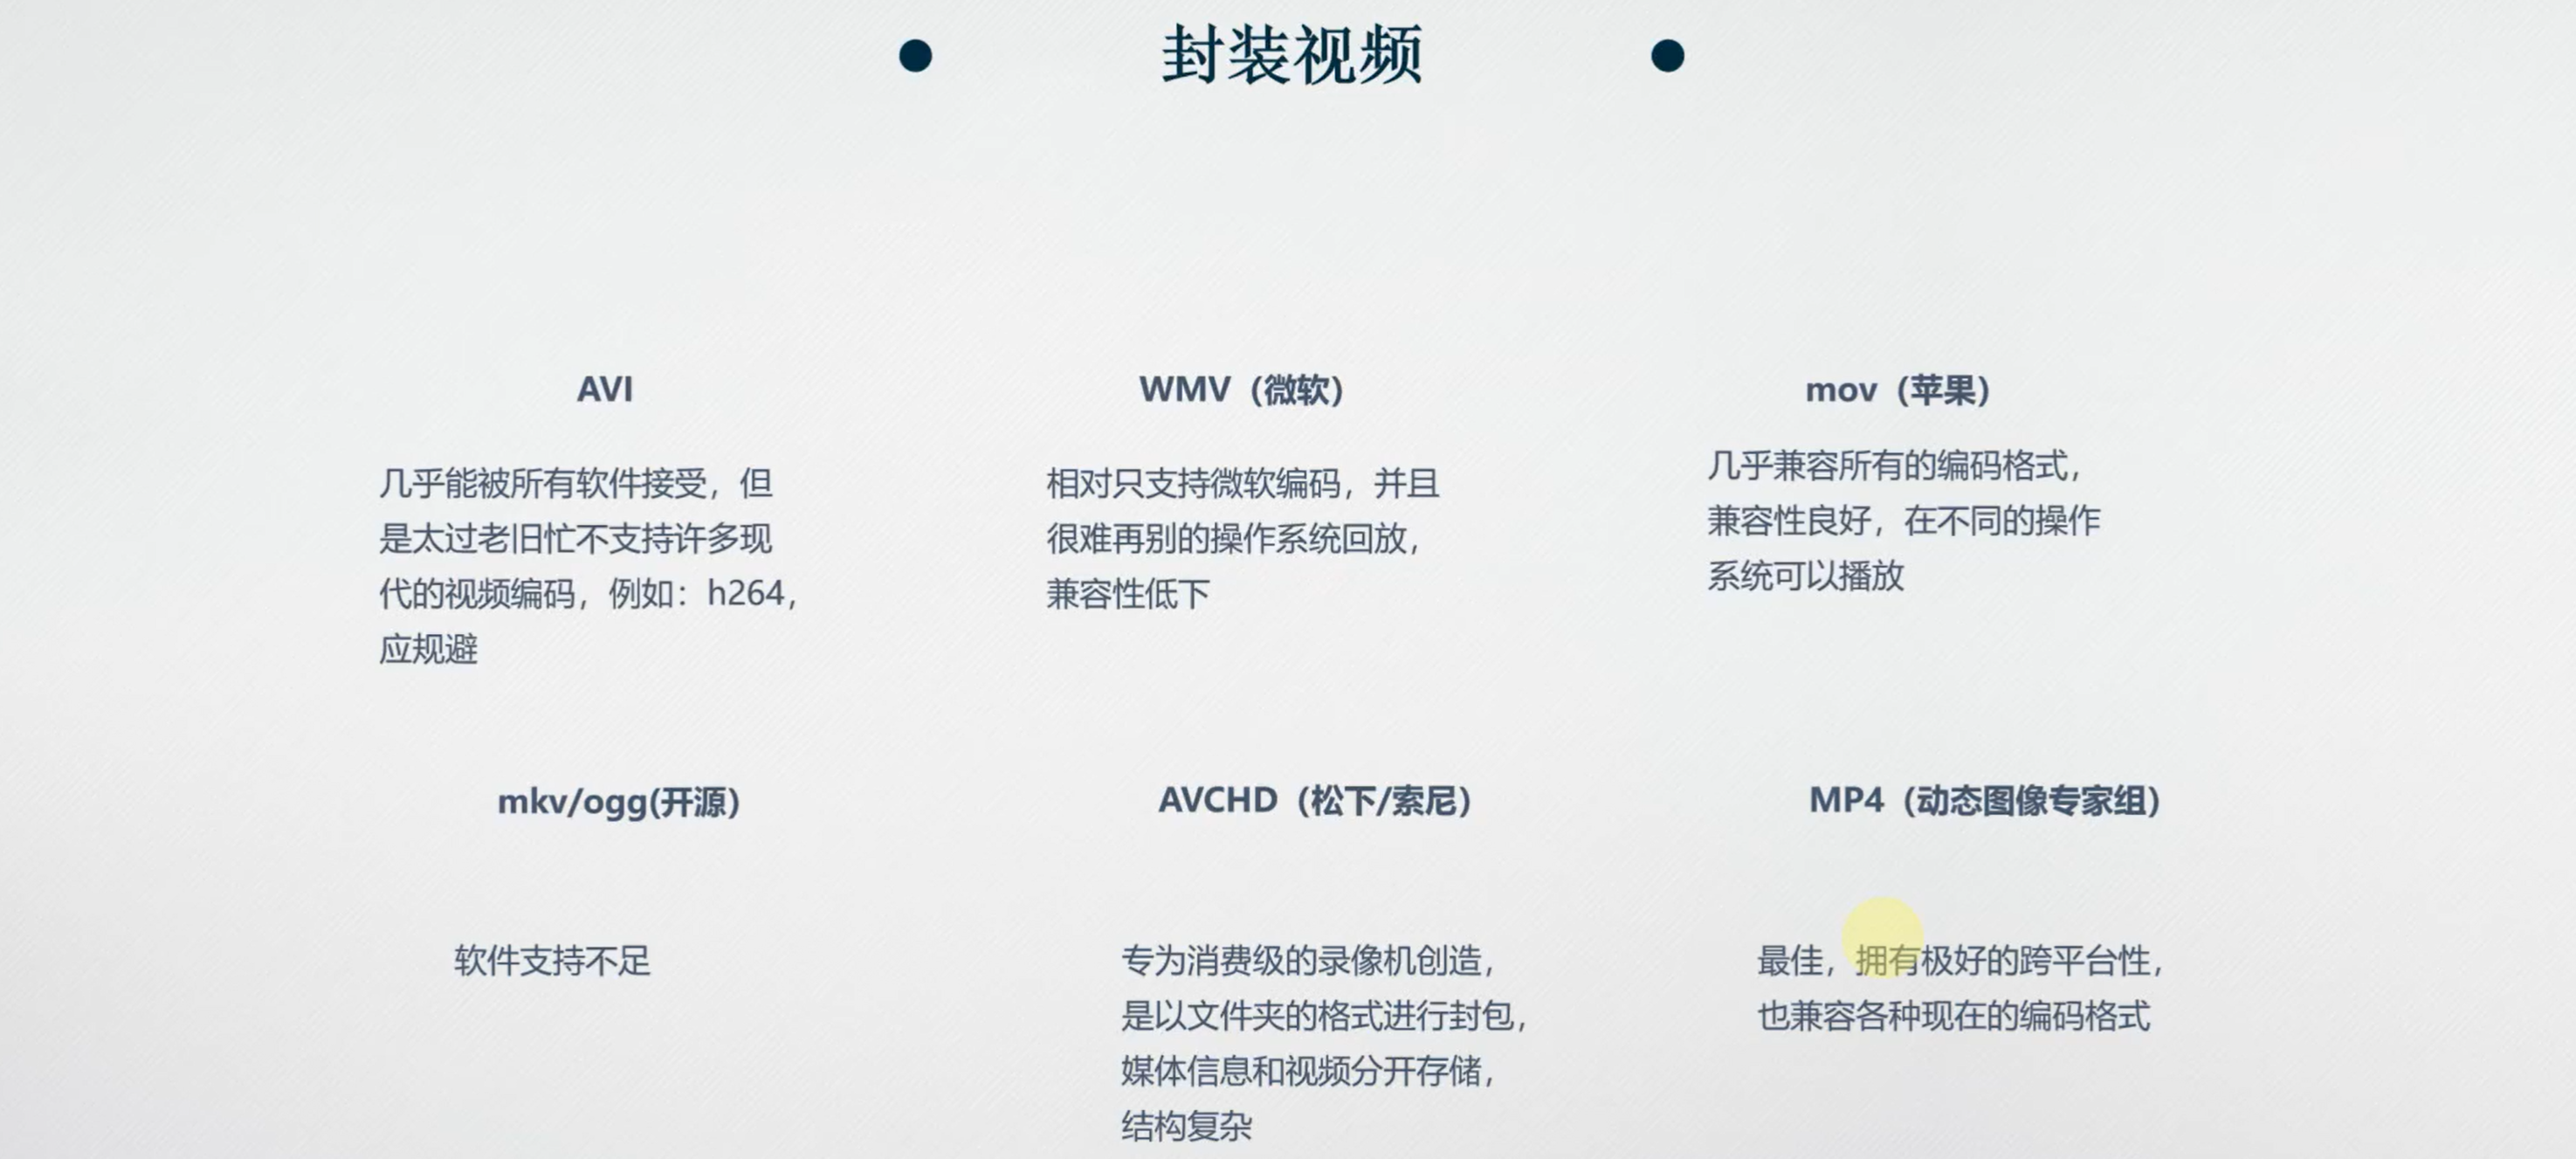 封装视频
AVI
几乎能被所有软件接受，但
是太过老旧忙不支持许多现
代的视频编码，例如：h264，
应规避
WMV（微软）
相对只支持微软编码，并且
很难再别的操作系统回放，
兼容性低下
mov（苹果）
几乎兼容所有的编码格式，
兼容性良好，在不同的操作
系统可以播放
mkv/ogg(开源）
软件支持不足
AVCHD（松下/索尼）
专为消费级的录像机创造，
是以文件夹的格式进行封包，
媒体信息和视频分开存储，
结构复杂
MP4（动态图像专家组）
最佳，拥有极好的跨平台性，
也兼容各种现在的编码格式